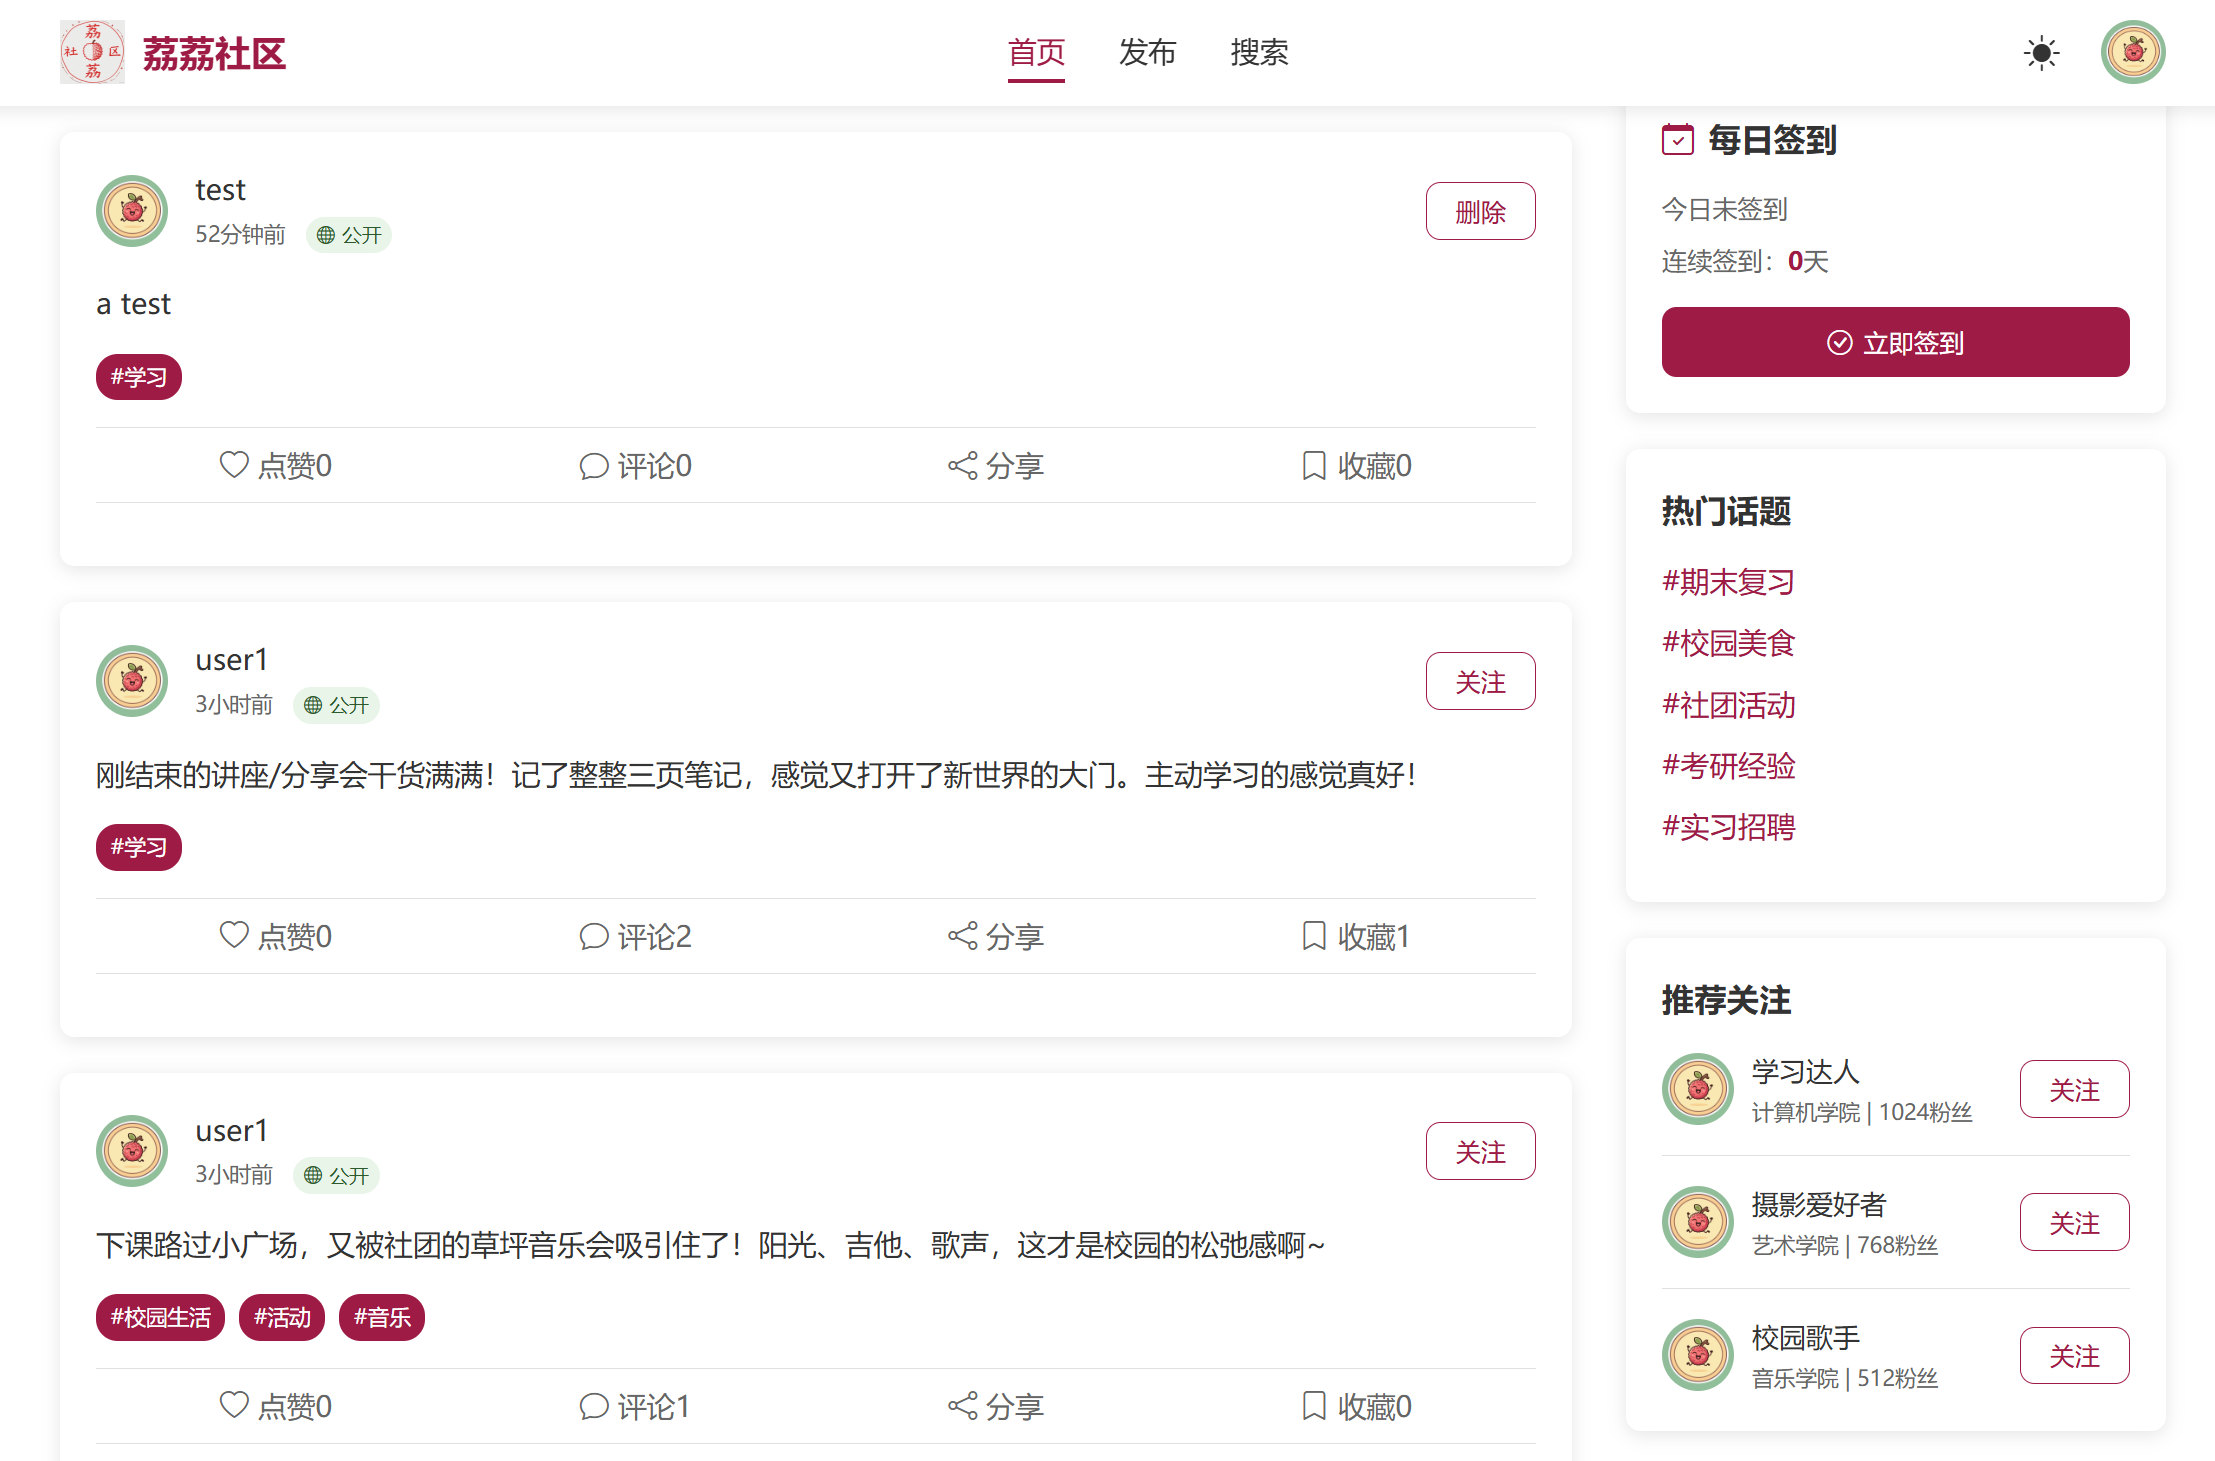 荔
社 区
荔
荔荔社区
首页 发布 搜索
test
52分钟前 公开
删除
a test
#学习
点赞0 评论0 分享 收藏0
user1
3小时前 公开
关注
刚结束的讲座/分享会干货满满！记了整整三页笔记，感觉又打开了新世界的大门。主动学习的感觉真好！
#学习
点赞0 评论2 分享 收藏1
user1
3小时前 公开
关注
下课路过小广场，又被社团的草坪音乐会吸引住了！阳光、吉他、歌声，这才是校园的松弛感啊~
#校园生活 #活动 #音乐
点赞0 评论1 分享 收藏0
每日签到
今日未签到
连续签到：0天
立即签到
热门话题
#期末复习
#校园美食
#社团活动
#考研经验
#实习招聘
推荐关注
学习达人
计算机学院 | 1024粉丝
关注
摄影爱好者
艺术学院 | 768粉丝
关注
校园歌手
音乐学院 | 512粉丝
关注